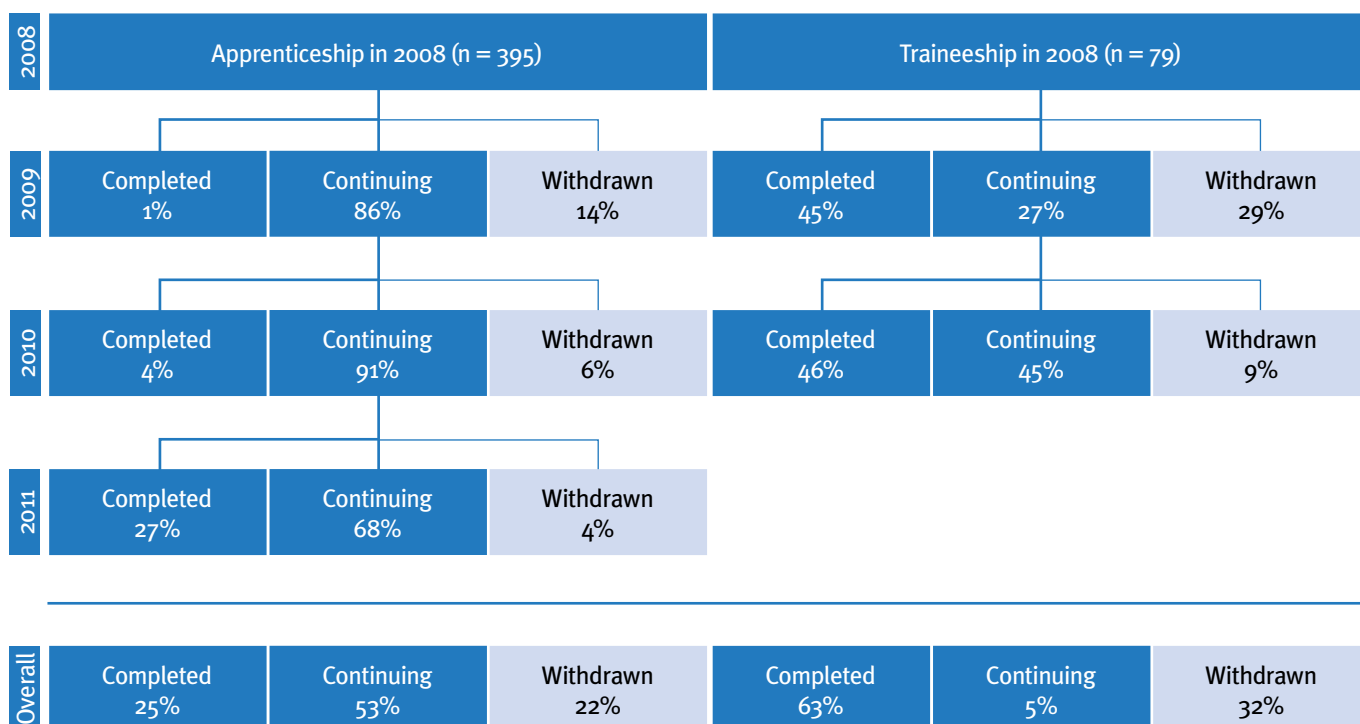 2008
Apprenticeship in 2008 (n = 395)
Traineeship in 2008 (n = 79)
2009
Completed
1%
Continuing
86%
Withdrawn
14%
Completed
45%
Continuing
27%
Withdrawn
29%
2010
Completed
4%
Continuing
91%
Withdrawn
6%
Completed
46%
Continuing
45%
Withdrawn
9%
2011
Completed
27%
Continuing
68%
Withdrawn
4%
Overall
Completed
25%
Continuing
53%
Withdrawn
22%
Completed
63%
Continuing
5%
Withdrawn
32%